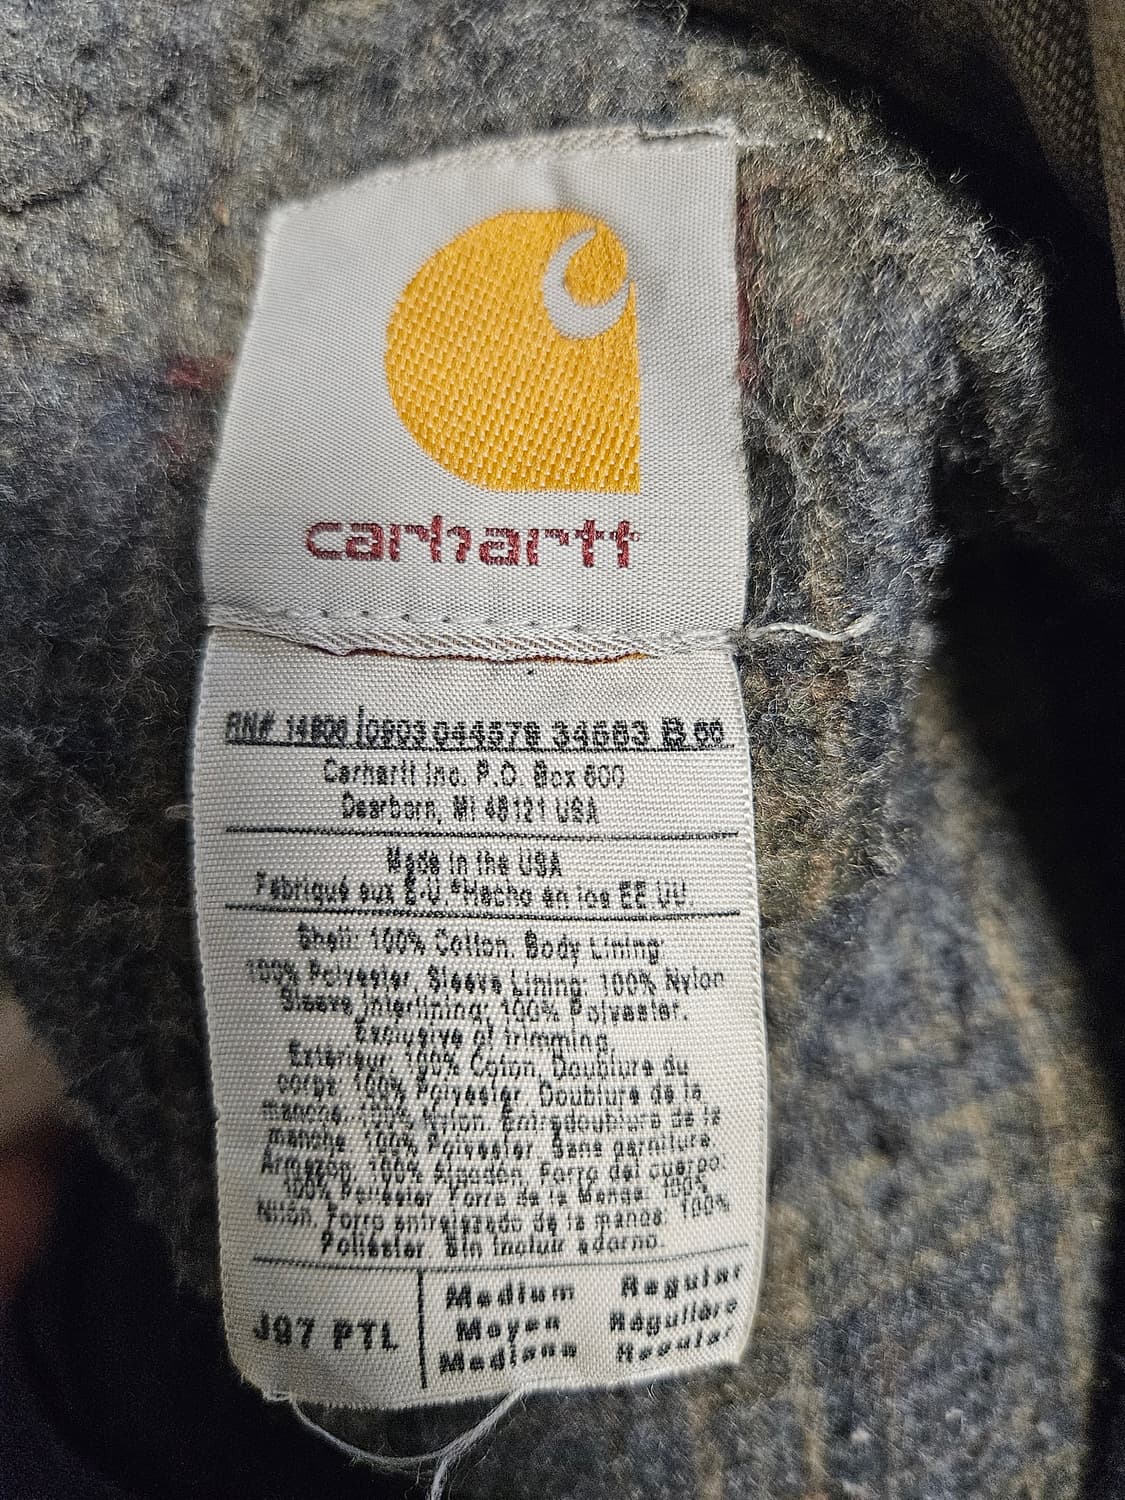 carhartt
RN# 14806 0903 044579 34563 B 66
Carhartt Inc. P.O. Box 600
Dearborn, MI 48121 USA
Made in the USA
Fabriqué aux É-U. *Hecho en los EE UU.
Shell: 100% Cotton. Body Lining:
100% Polyester. Sleeve Lining: 100% Nylon
Sleeve Interlining: 100% Polyester.
Exclusive of trimming
Extérieur: 100% Coton. Doublure du
corps: 100% Polyester. Doublure de la
manche: 100% Nylon. Entredoublure de la
manche: 100% Polyester. Sans garniture.
Armazón: 100% Algodón. Forro del cuerpo:
100% Poliéster Forro de la Manga: 100%
Nilón. Forro entrelazado de la manga: 100%
Poliéster. Sin incluir adorno.
J97 PTL
Medium Regular
Moyen Régulière
Mediano Regular